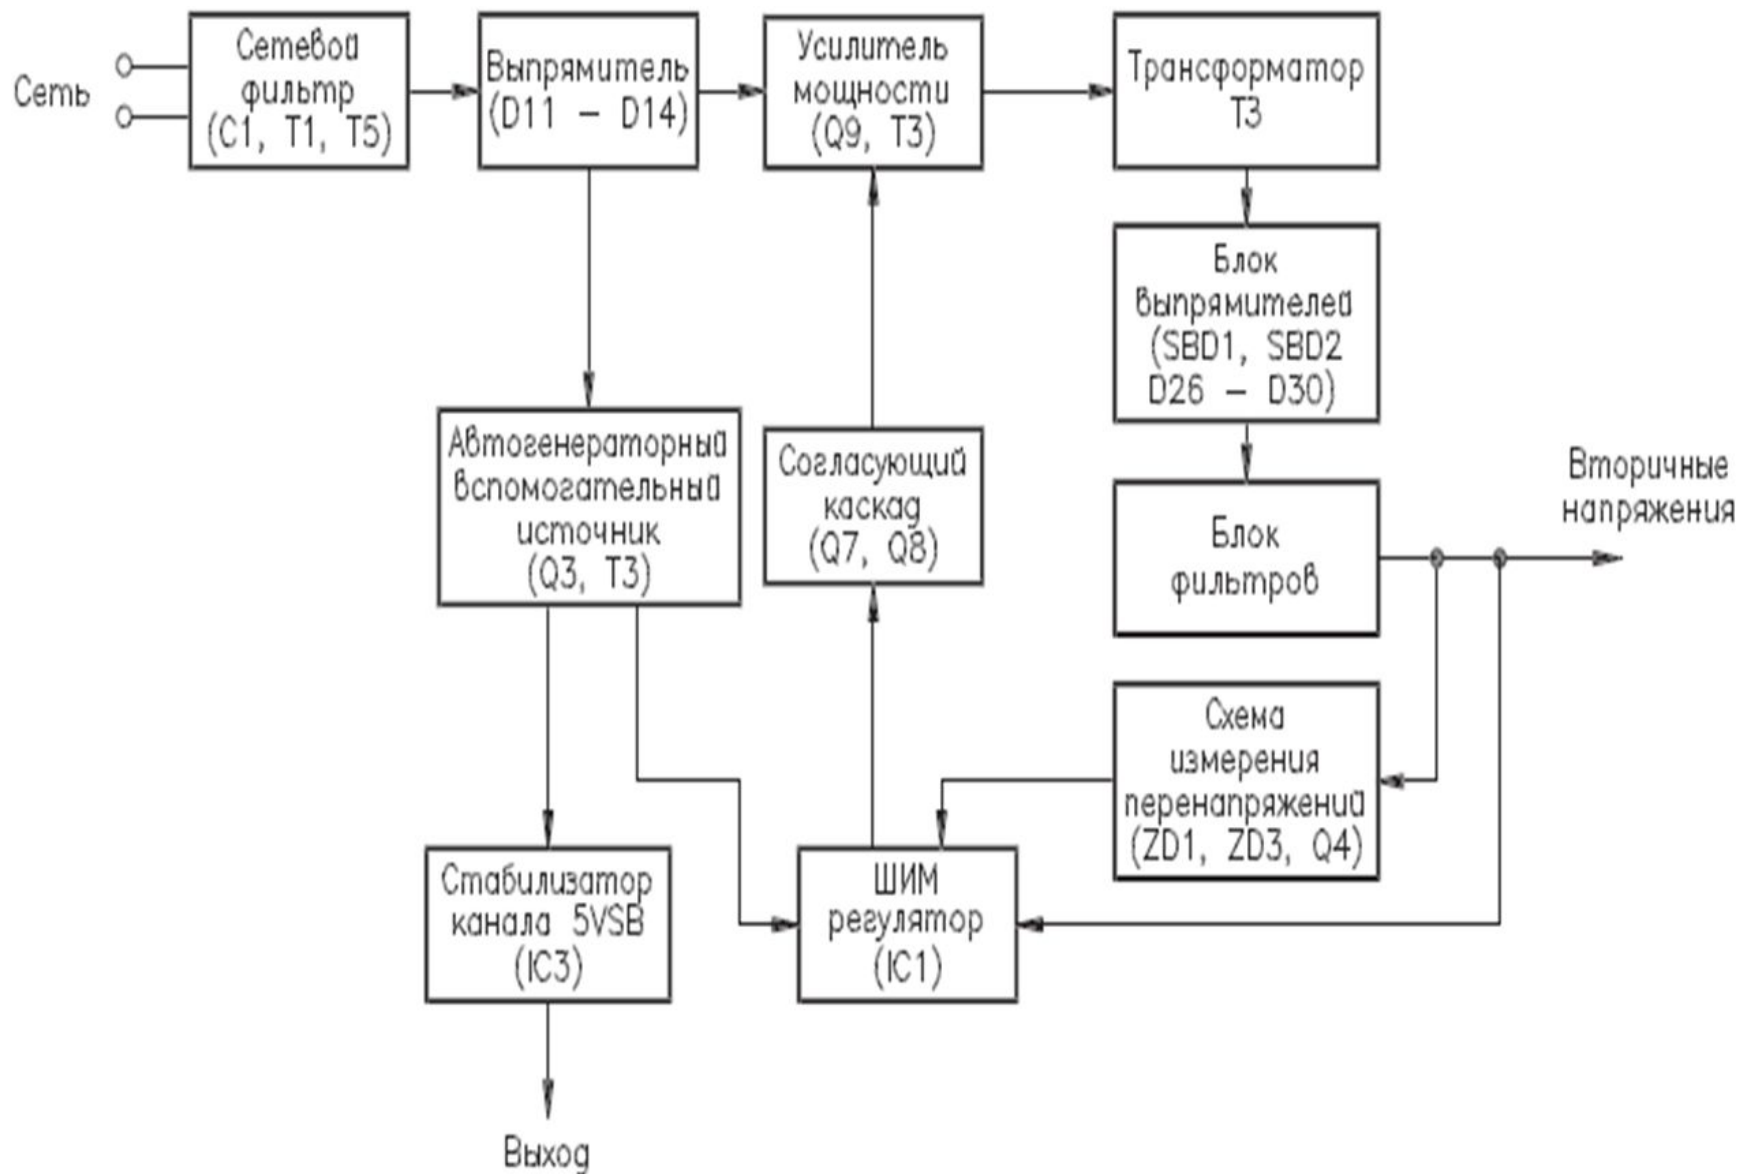 Сеть
Сетевой
фильтр
(C1, T1, T5)
Выпрямитель
(D11 – D14)
Усилитель
мощности
(Q9, T3)
Трансформатор
T3
Блок
выпрямителей
(SBD1, SBD2
D26 – D30)
Автогенераторный
вспомогательный
источник
(Q3, T3)
Согласующий
каскад
(Q7, Q8)
Блок
фильтров
Вторичные
напряжения
Схема
измерения
перенапряжений
(ZD1, ZD3, Q4)
Стабилизатор
канала 5VSB
(IC3)
ШИМ
регулятор
(IC1)
Выход